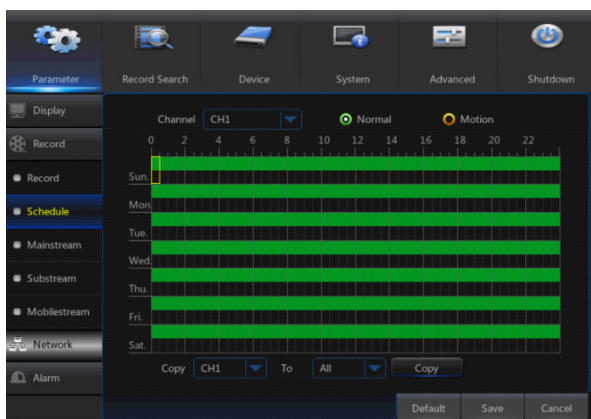 Parameter Record Search Device System Advanced Shutdown
Display
Record
Record
Schedule
Mainstream
Substream
Mobilestream
Network
Alarm
Channel CH1 Normal Motion
0 2 4 6 8 10 12 14 16 18 20 22
Sun.
Mon.
Tue.
Wed.
Thu.
Fri.
Sat.
Copy CH1 To All Copy
Default Save Cancel